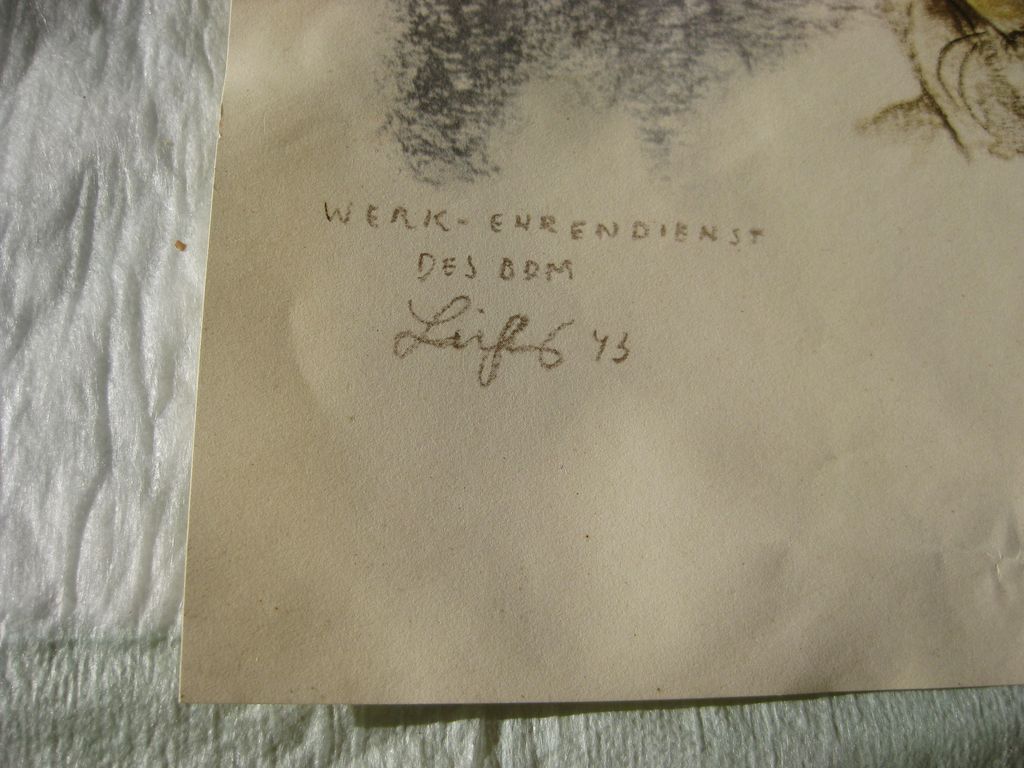 WERK-EHRENDIENST
DES BDM
43